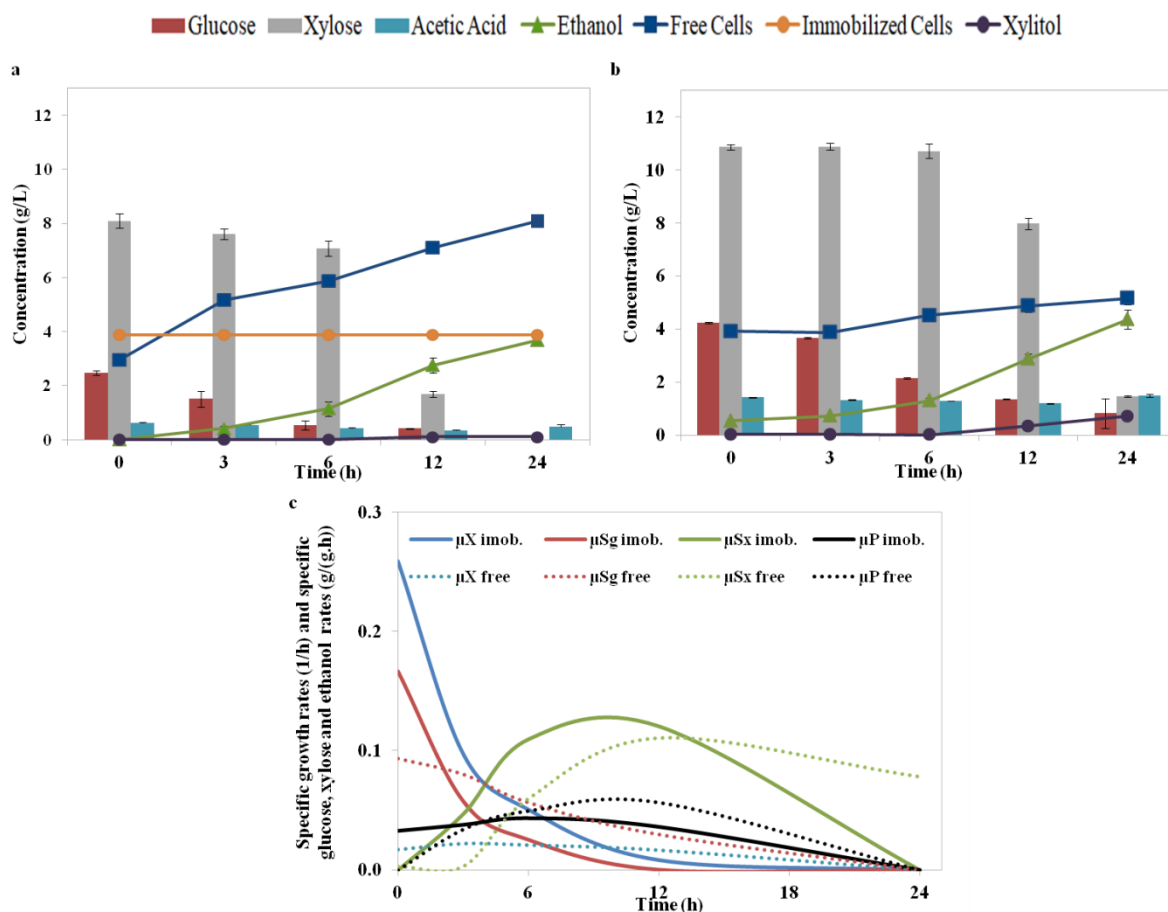 Glucose Xylose Acetic Acid Ethanol Free Cells Immobilized Cells Xylitol
a
Concentration (g/L)
12
10
8
6
4
2
0
0 3 6 12 24
Time (h)
b
Concentration (g/L)
12
10
8
6
4
2
0
0 3 6 12 24
Time (h)
c
Specific growth rates (1/h) and specific
glucose, xylose and ethanol rates (g/(g.h))
0.3
0.2
0.1
0.0
µX imob. µSg imob. µSx imob. µP imob.
µX free µSg free µSx free µP free
0 6 12 18 24
Time (h)